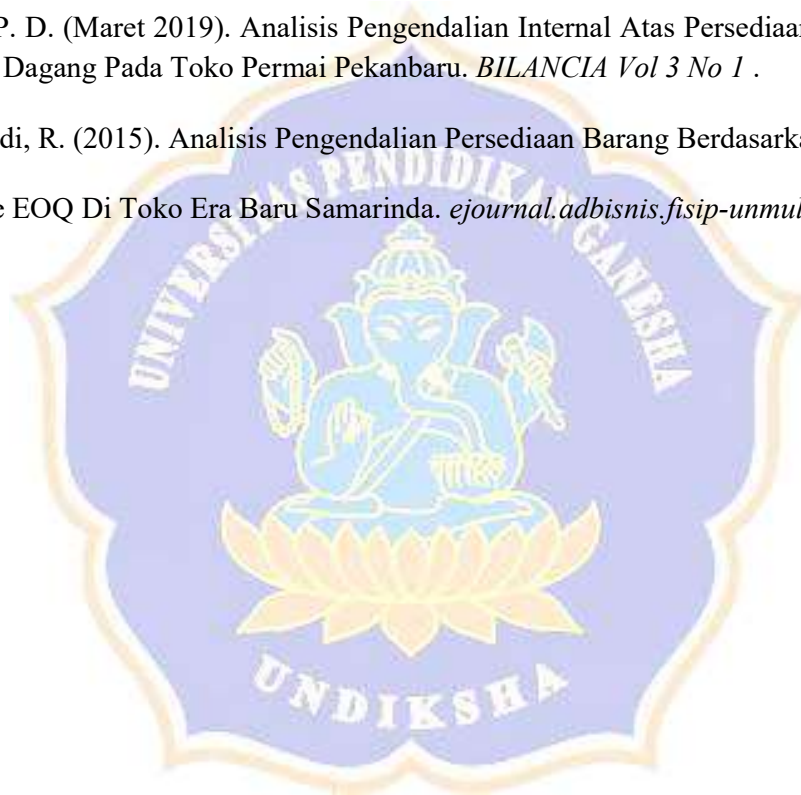 P. D. (Maret 2019). Analisis Pengendalian Internal Atas Persediaan
Dagang Pada Toko Permai Pekanbaru. BILANCIA Vol 3 No 1 .
di, R. (2015). Analisis Pengendalian Persediaan Barang Berdasarka
e EOQ Di Toko Era Baru Samarinda. ejournal.adbisnis.fisip-unmul
UNIVERSITAS PENDIDIKAN GANESHA
UNDIKSHA